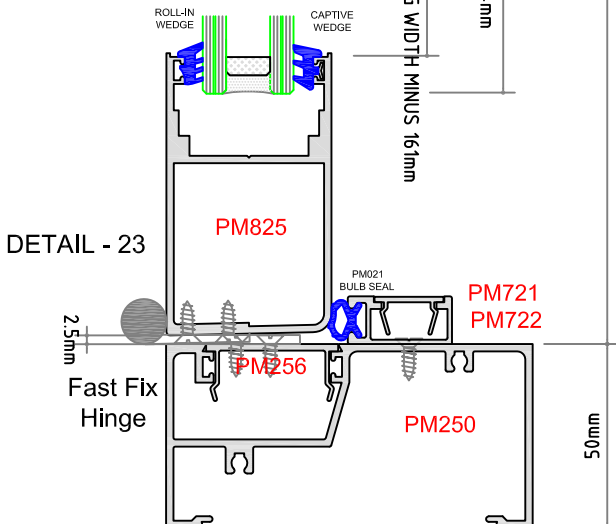 ROLL-IN
WEDGE
CAPTIVE
WEDGE
WIDTH MINUS 161mm
DETAIL - 23
PM825
PM021
BULB SEAL
PM721
PM722
2.5mm
Fast Fix
Hinge
PM256
PM250
50mm